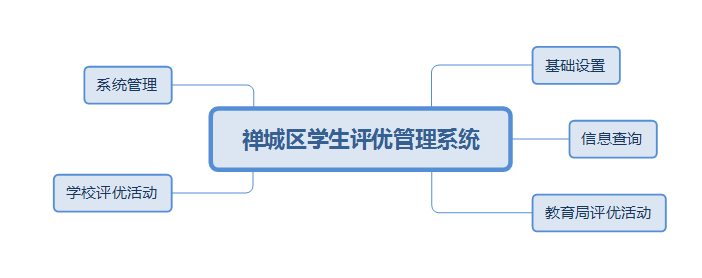 基础设置
系统管理
禅城区学生评优管理系统
信息查询
学校评优活动
教育局评优活动